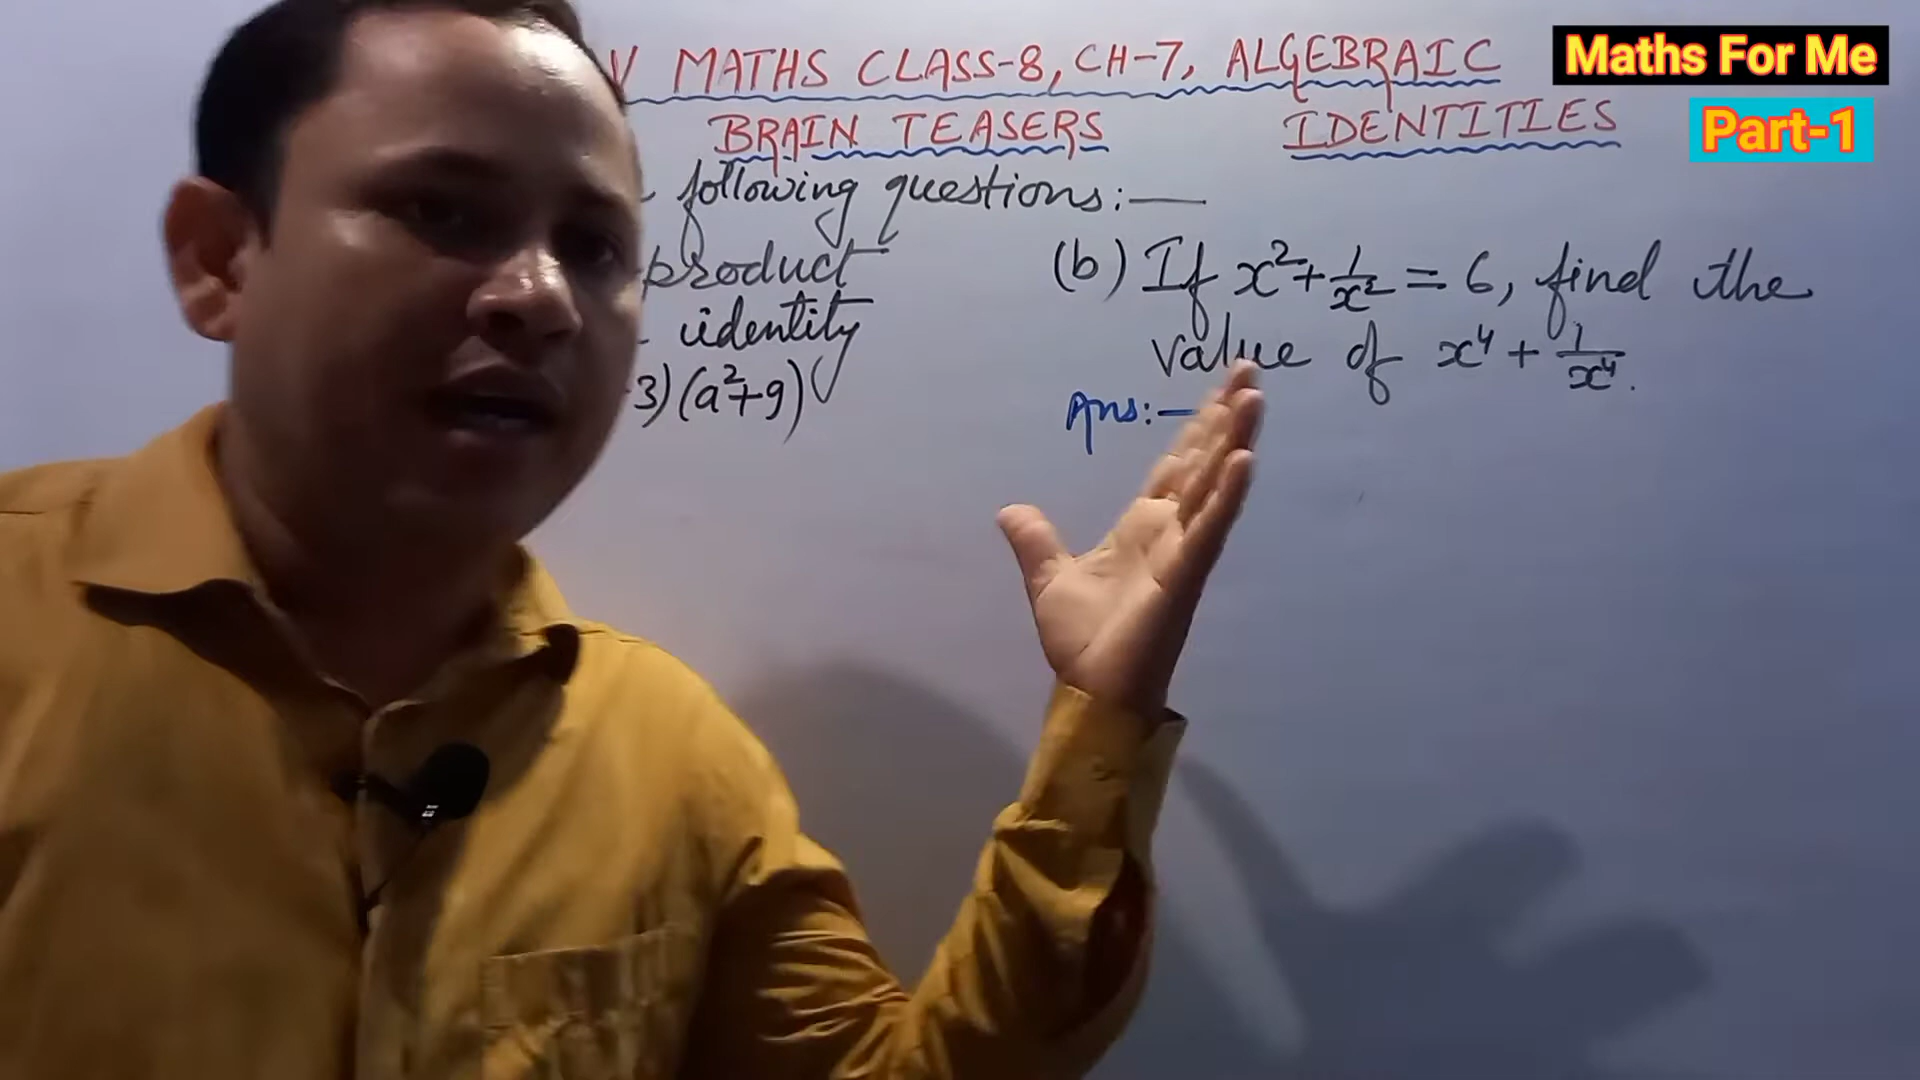 V MATHS CLASS-8, CH-7, ALGEBRAIC
BRAIN TEASERS IDENTITIES
following questions:—
product
identity
3)(a²+9)
(b) If x²+1/x² = 6, find the
value of x⁴ + 1/x⁴.
Ans:—
Maths For Me
Part-1